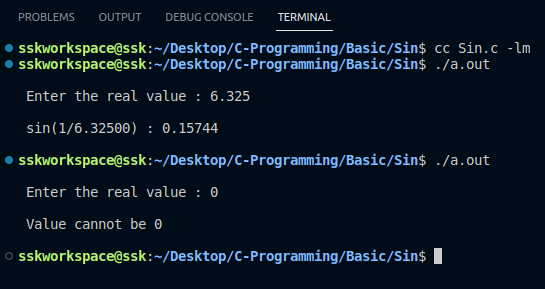 PROBLEMS OUTPUT DEBUG CONSOLE TERMINAL
sskworkspace@ssk:~/Desktop/C-Programming/Basic/Sin$ cc Sin.c -lm
sskworkspace@ssk:~/Desktop/C-Programming/Basic/Sin$ ./a.out
Enter the real value : 6.325
sin(1/6.32500) : 0.15744
sskworkspace@ssk:~/Desktop/C-Programming/Basic/Sin$ ./a.out
Enter the real value : 0
Value cannot be 0
sskworkspace@ssk:~/Desktop/C-Programming/Basic/Sin$